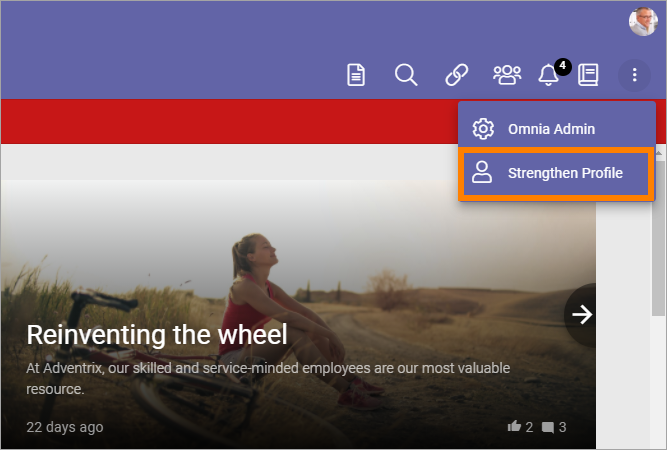 4
Omnia Admin
Strengthen Profile
Reinventing the wheel
At Adventrix, our skilled and service-minded employees are our most valuable
resource.
22 days ago
2
3